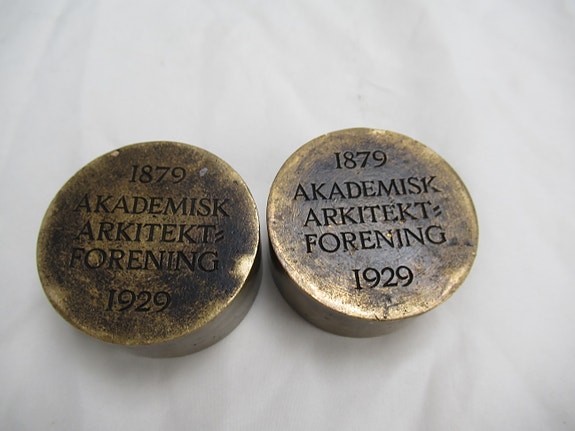 1879
AKADEMISK
ARKITEKT=
FORENING
1929
1879
AKADEMISK
ARKITEKT=
FORENING
1929